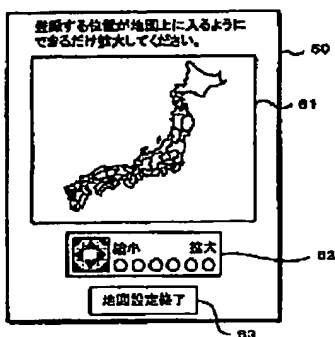 登録する位置が地図上に入るように
できるだけ拡大してください。
60
61
縮小 拡大
62
地図設定終了
63